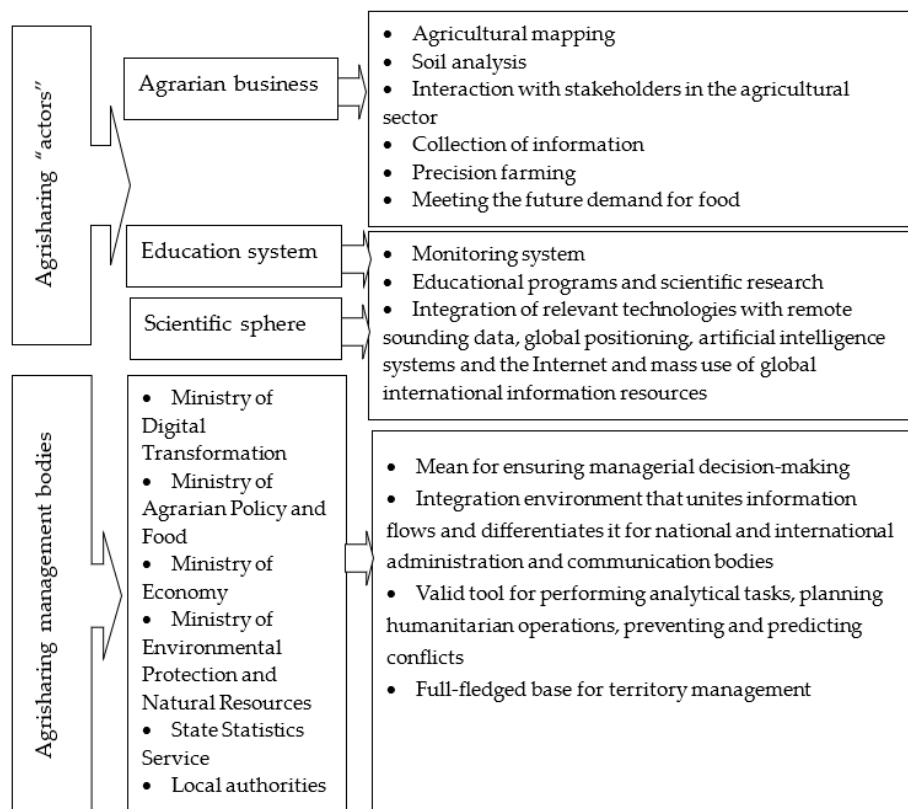 Agrisharing “actors”
Agrarian business
• Agricultural mapping
• Soil analysis
• Interaction with stakeholders in the agricultural
sector
• Collection of information
• Precision farming
• Meeting the future demand for food
Education system
Scientific sphere
• Monitoring system
• Educational programs and scientific research
• Integration of relevant technologies with remote
sounding data, global positioning, artificial intelligence
systems and the Internet and mass use of global
international information resources
Agrisharing management bodies
• Ministry of
Digital
Transformation
• Ministry of
Agrarian Policy and
Food
• Ministry of
Economy
• Ministry of
Environmental
Protection and
Natural Resources
• State Statistics
Service
• Local authorities
• Mean for ensuring managerial decision-making
• Integration environment that unites information
flows and differentiates it for national and international
administration and communication bodies
• Valid tool for performing analytical tasks, planning
humanitarian operations, preventing and predicting
conflicts
• Full-fledged base for territory management